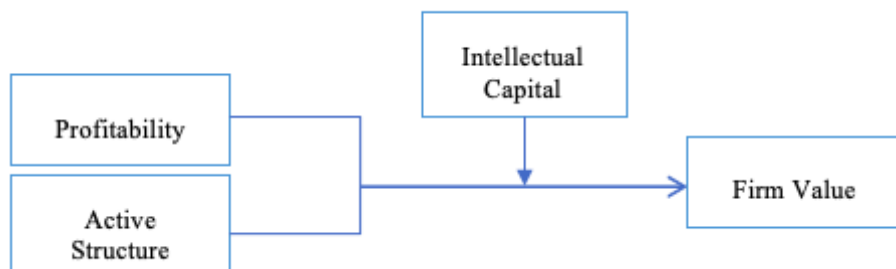 Intellectual
Capital
Profitability
Firm Value
Active
Structure